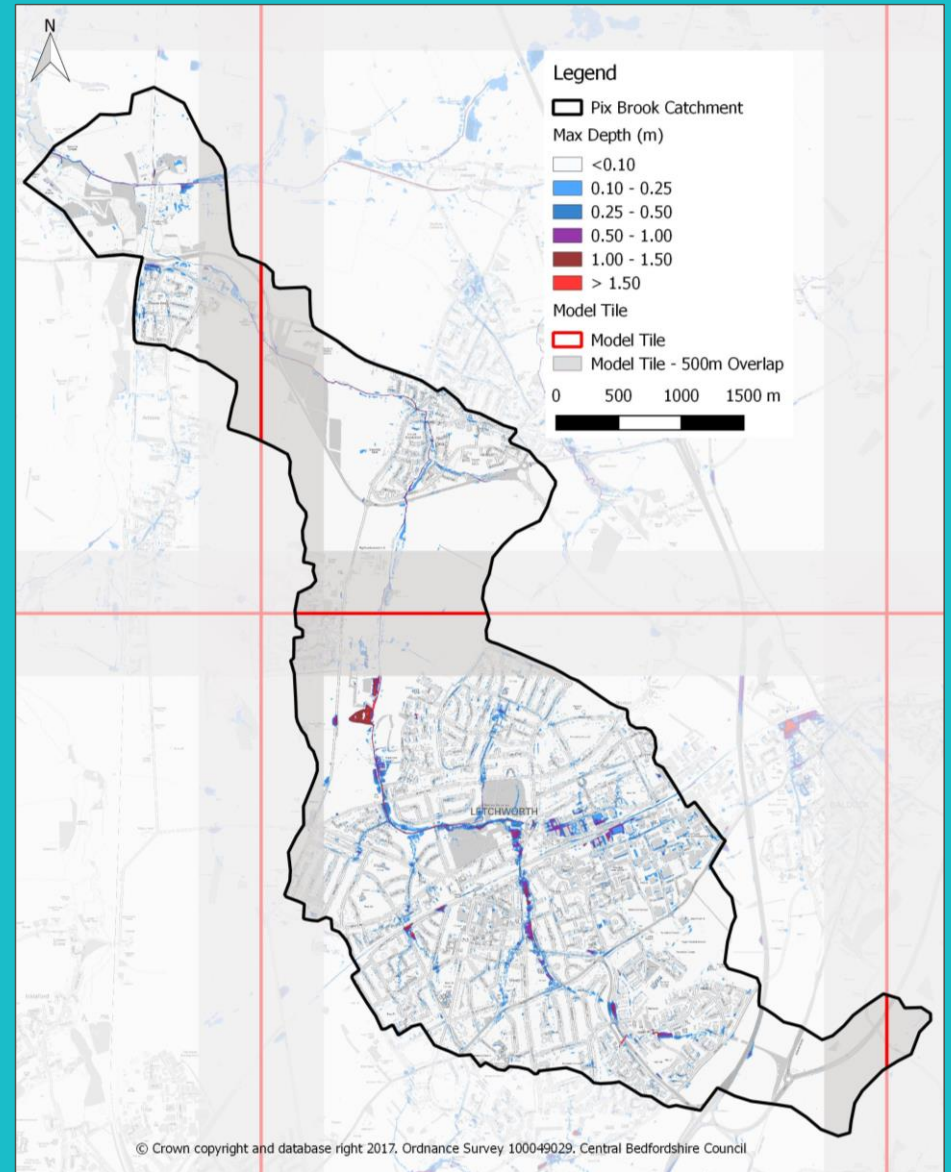 N
Legend
Pix Brook Catchment
Max Depth (m)
<0.10
0.10 - 0.25
0.25 - 0.50
0.50 - 1.00
1.00 - 1.50
> 1.50
Model Tile
Model Tile
Model Tile - 500m Overlap
0 500 1000 1500 m
LETCHWORTH
© Crown copyright and database right 2017. Ordnance Survey 100049029. Central Bedfordshire Council